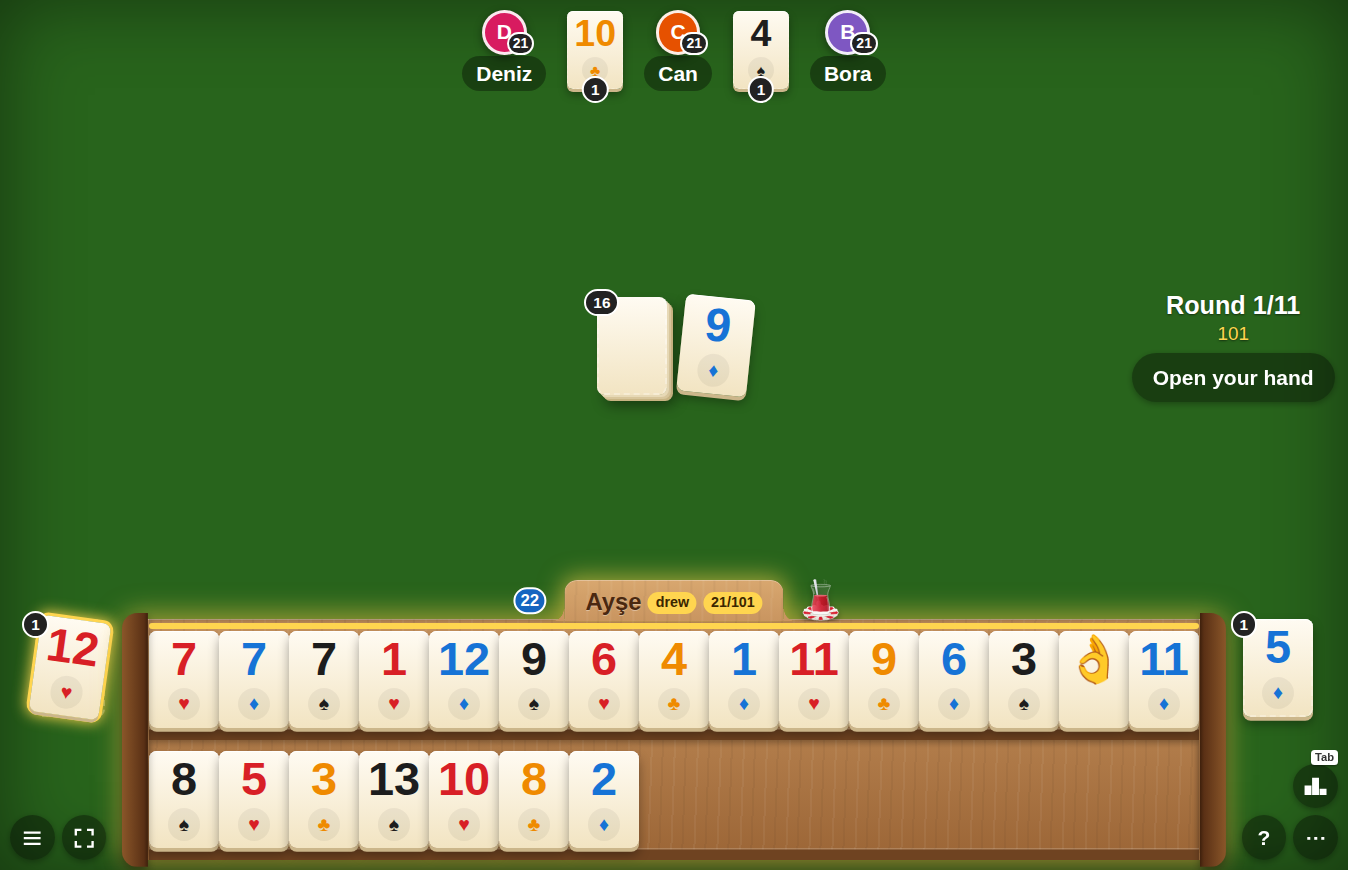 D 21
10 ♣ 1
C 21
4 ♠ 1
B 21
Deniz
Can
Bora
16
9 ♦
Round 1/11
101
Open your hand
22
Ayşe drew 21/101
1
12 ♥
7 ♥ 7 ♦ 7 ♠ 1 ♥ 12 ♦ 9 ♠ 6 ♥ 4 ♣ 1 ♦ 11 ♥ 9 ♣ 6 ♦ 3 ♠ 👌 11 ♦
1
5 ♦
8 ♠ 5 ♥ 3 ♣ 13 ♠ 10 ♥ 8 ♣ 2 ♦
Tab
?